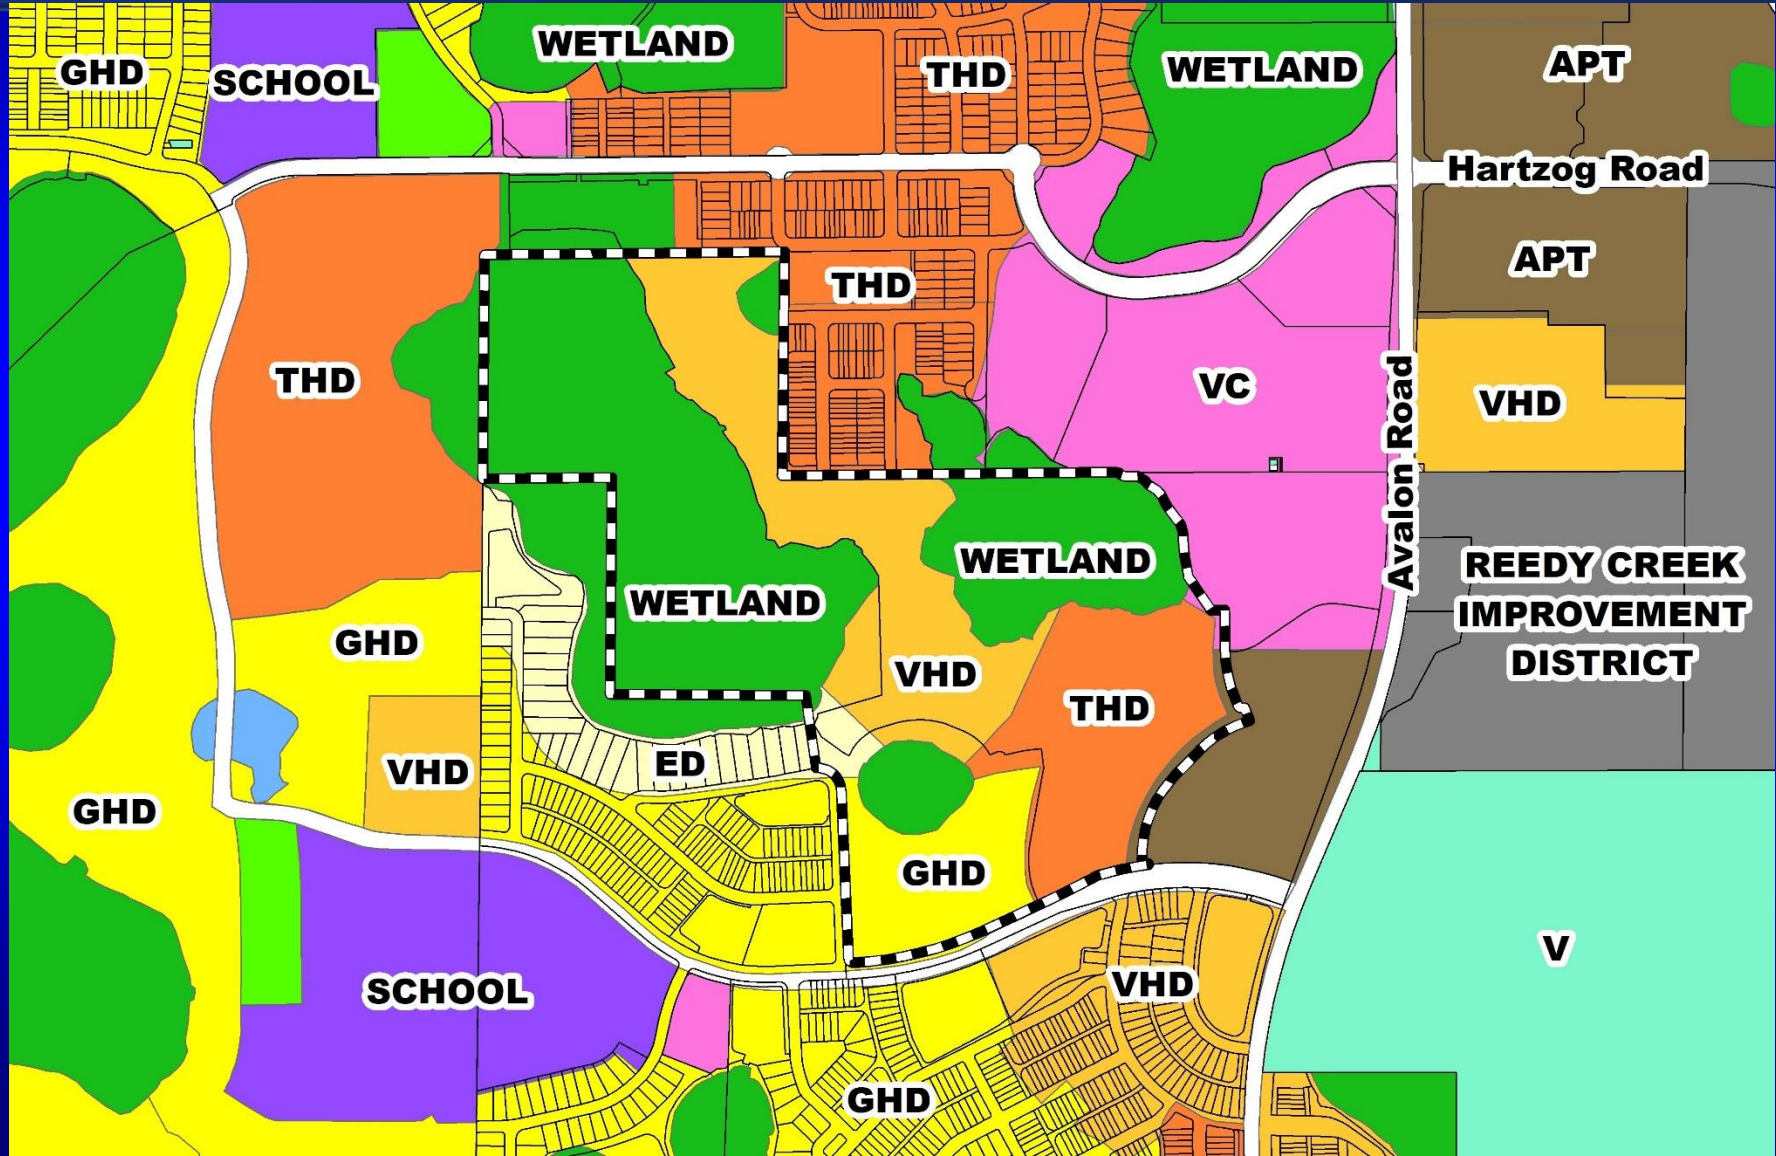 WETLAND
APT
WETLAND
GHD
THD
SCHOOL
Hartzog Road
APT
THD
THD
VC
VHD
Avalon Road
WETLAND
REEDY CREEK
IMPROVEMENT
DISTRICT
WETLAND
GHD
VHD
THD
ED
VHD
GHD
GHD
V
VHD
SCHOOL
GHD